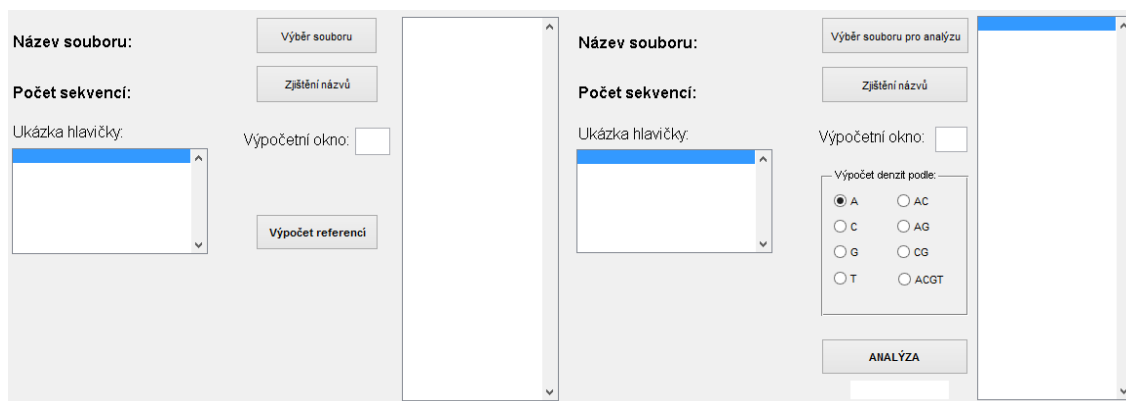 Název souboru:
Výběr souboru
Počet sekvencí:
Zjištění názvů
Ukázka hlavičky:
Výpočetní okno:
Výpočet referencí
Název souboru:
Výběr souboru pro analýzu
Počet sekvencí:
Zjištění názvů
Ukázka hlavičky:
Výpočetní okno:
Výpočet denzit podle:
A AC
C AG
G CG
T ACGT
ANALÝZA